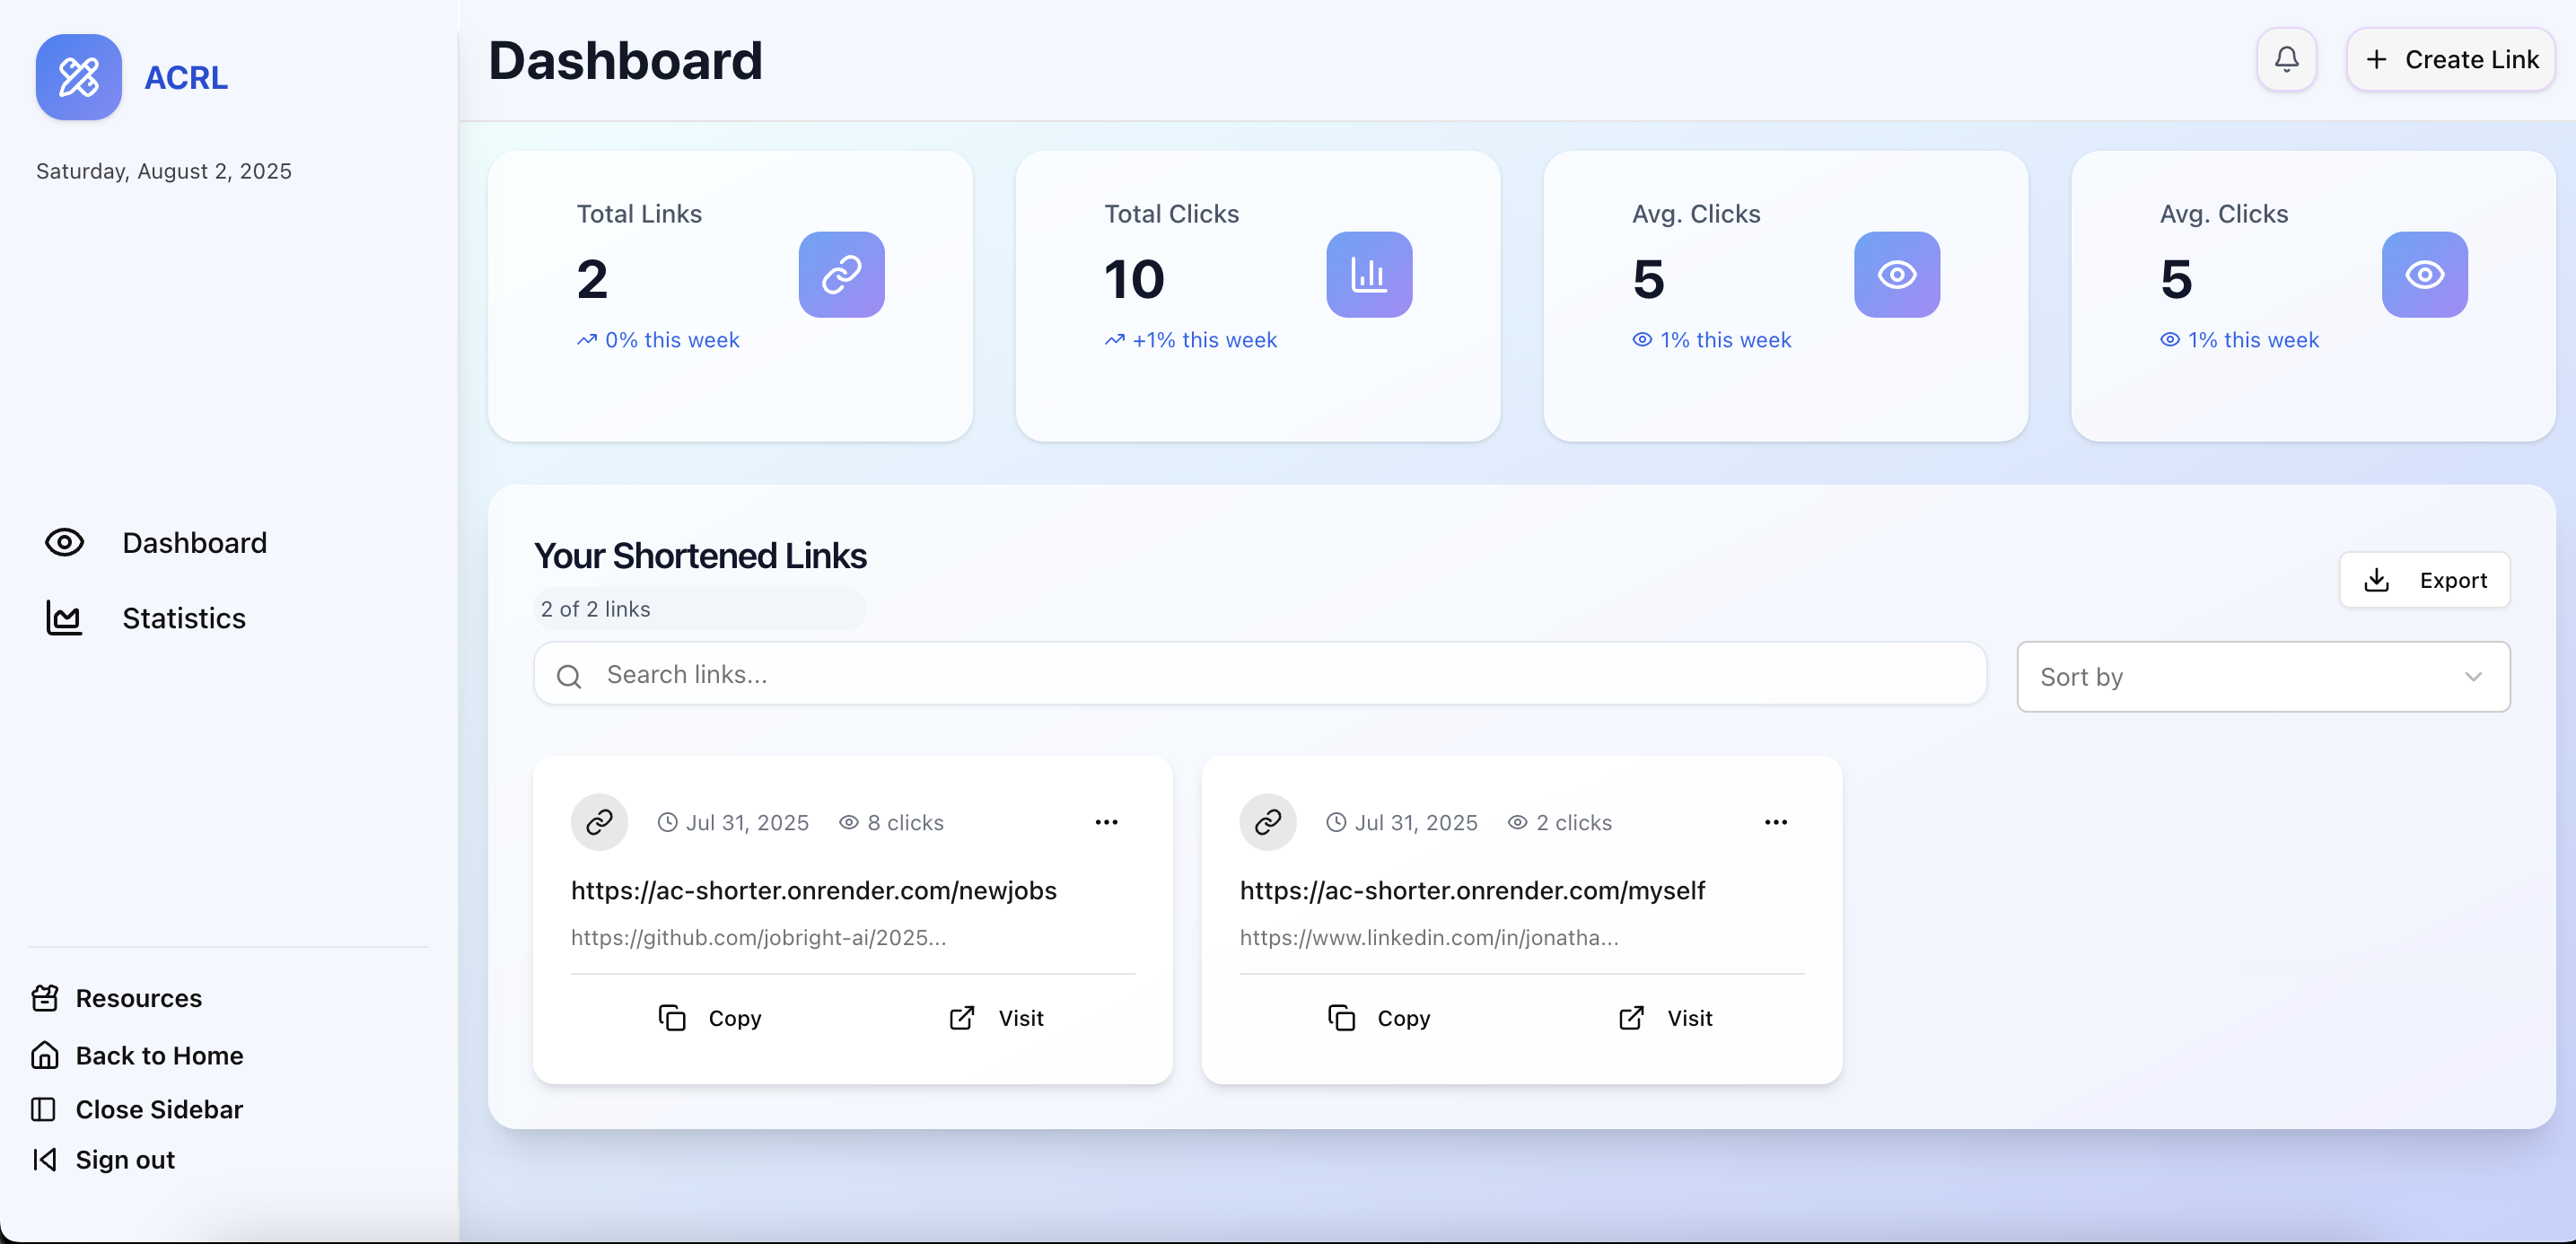 ACRL
Saturday, August 2, 2025
Dashboard
Statistics
Resources
Back to Home
Close Sidebar
Sign out
Dashboard
Create Link
Total Links
2
0% this week
Total Clicks
10
+1% this week
Avg. Clicks
5
1% this week
Avg. Clicks
5
1% this week
Your Shortened Links
2 of 2 links
Export
Search links...
Sort by
Jul 31, 2025 8 clicks
https://ac-shorter.onrender.com/newjobs
https://github.com/jobright-ai/2025...
Copy Visit
Jul 31, 2025 2 clicks
https://ac-shorter.onrender.com/myself
https://www.linkedin.com/in/jonatha...
Copy Visit